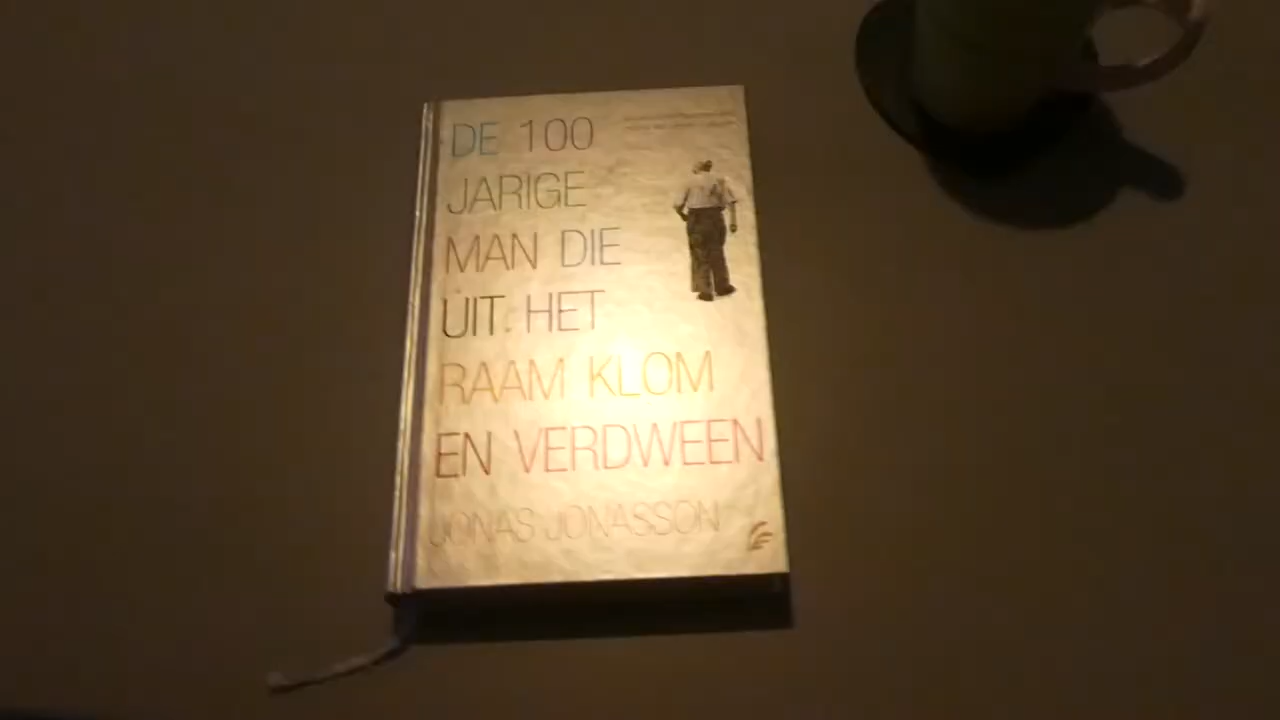 DE 100
JARIGE
MAN DIE
UIT HET
RAAM KLOM
EN VERDWEEN
JONAS JONASSON